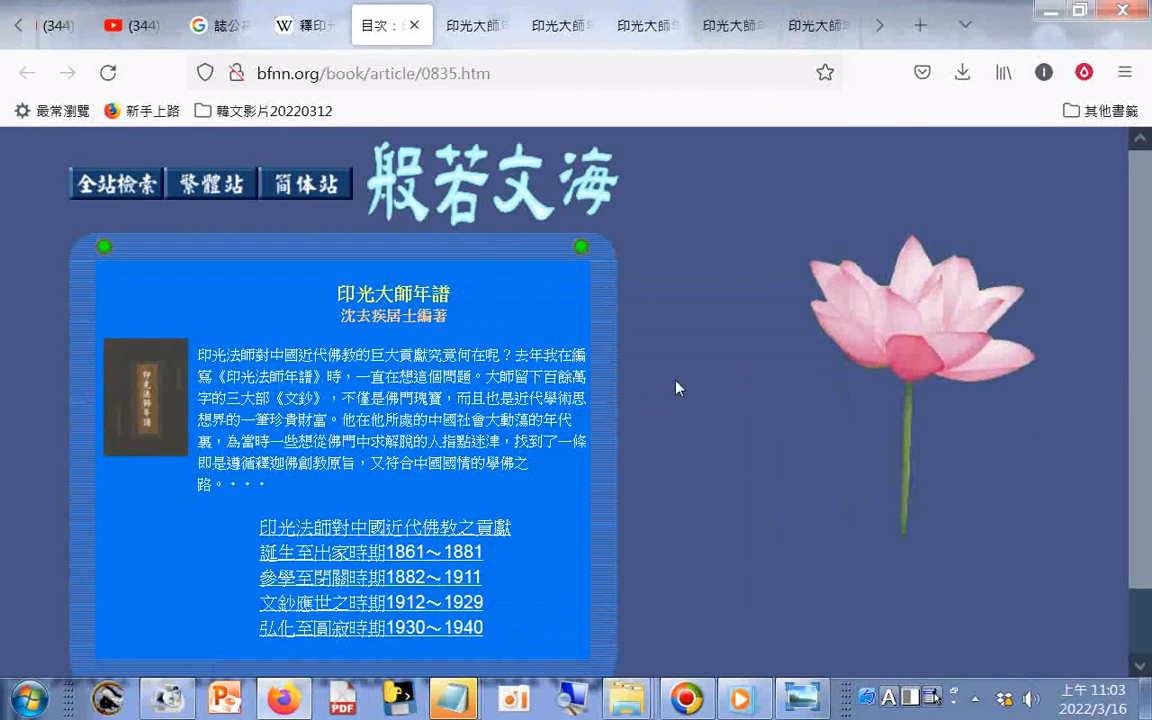 (344)
(344)
誌公
釋印
目次：
印光大師
印光大師
印光大師
印光大師
印光大師
bfnn.org/book/article/0835.htm
最常瀏覽
新手上路
韓文影片20220312
其他書籤
全站檢索
繁體站
简体站
般若文海
印光大師年譜
沈去疾居士編著
印光法師年譜
印光法師對中國近代佛教的巨大貢獻究竟何在呢？去年我在編
寫《印光法師年譜》時，一直在想這個問題。大師留下百餘萬
字的三大部《文鈔》，不僅是佛門瑰寶，而且也是近代學術思
想界的一筆珍貴財富。他在他所處的中國社會大動蕩的年代
裏，為當時一些想從佛門中求解脫的人指點迷津，找到了一條
即是遵循釋迦佛創教原旨，又符合中國國情的學佛之
路。・・・
印光法師對中國近代佛教之貢獻
誕生至出家時期1861～1881
參學至閉關時期1882～1911
文鈔應世之時期1912～1929
弘化至圓寂時期1930～1940
PDF
A
上午 11:03
2022/3/16